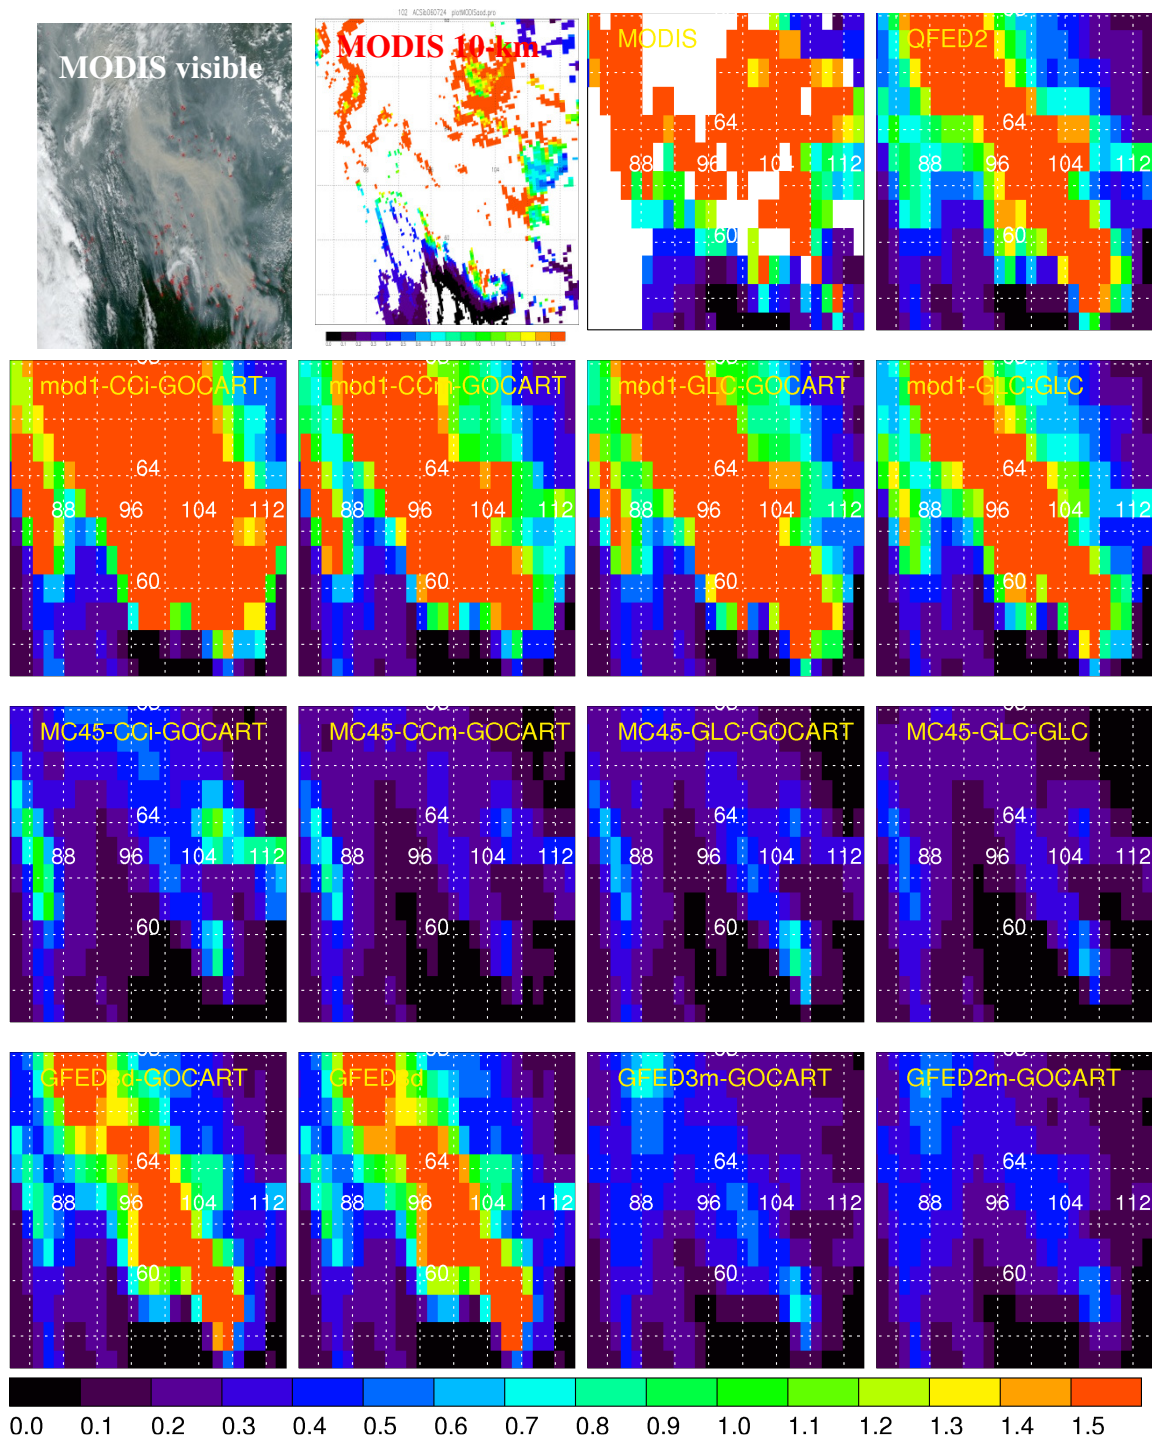 102 ACSib080724 plotMODISaod.pro
MODIS visible
MODIS 10-km
MODIS
64
88 96 104 112
60
QFED2
64
88 96 104 112
60
mod1-CCi-GOCART
64
88 96 104 112
60
mod1-CCm-GOCART
64
88 96 104 112
60
mod1-GLC-GOCART
64
88 96 104 112
60
mod1-GLC-GLC
64
88 96 104 112
60
MC45-CCi-GOCART
64
88 96 104 112
60
MC45-CCm-GOCART
64
88 96 104 112
60
MC45-GLC-GOCART
64
88 96 104 112
60
MC45-GLC-GLC
64
88 96 104 112
60
GFED3d-GOCART
64
88 96 104 112
60
GFED3d
64
88 96 104 112
60
GFED3m-GOCART
64
88 96 104 112
60
GFED2m-GOCART
64
88 96 104 112
60
0.0 0.1 0.2 0.3 0.4 0.5 0.6 0.7 0.8 0.9 1.0 1.1 1.2 1.3 1.4 1.5